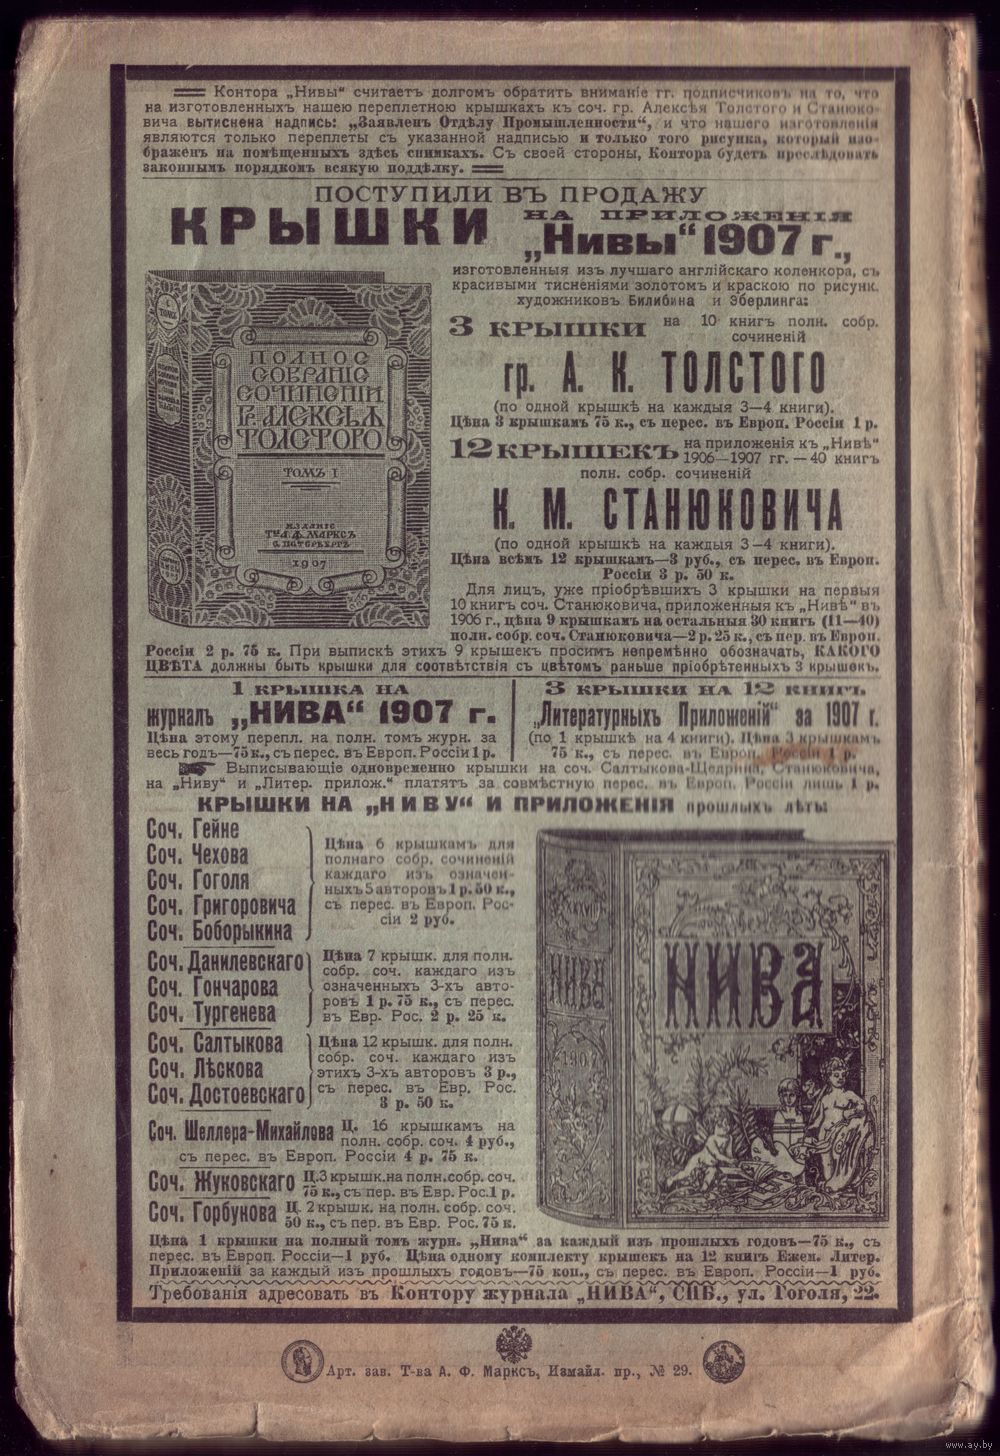 Контора „Нивы“ считаетъ долгомъ обратить вниманіе гг. подписчиковъ на то, что
на изготовленныхъ нашею переплетною крышкахъ къ соч. гр. Алексѣя Толстого и Станюко-
вича вытиснена надпись: „Заявленъ Отдѣлу Промышленности“, и что нашего изготовленія
являются только переплеты съ указанной надписью и только того рисунка, который изо-
браженъ на помѣщенныхъ здѣсь снимкахъ. Съ своей стороны, Контора будетъ преслѣдовать
законнымъ порядкомъ всякую поддѣлку.
ПОСТУПИЛИ ВЪ ПРОДАЖУ
КРЫШКИ НА ПРИЛОЖЕНІЯ
„Нивы“ 1907 г.,
изготовленныя изъ лучшаго англійскаго коленкора, съ
красивыми тисненіями золотомъ и краскою по рисунк.
художниковъ Билибина и Эберлинга:
3 КРЫШКИ на 10 книгъ полн. собр.
сочиненій
гр. А. К. ТОЛСТОГО
(по одной крышкѣ на каждыя 3—4 книги).
Цѣна 3 крышкамъ 75 к., съ перес. въ Европ. Россіи 1 р.
12 КРЫШЕКЪ на приложенія къ „Нивѣ“
1906—1907 гг. — 40 книгъ
полн. собр. сочиненій
К. М. СТАНЮКОВИЧА
(по одной крышкѣ на каждыя 3—4 книги).
Цѣна всѣмъ 12 крышкамъ—3 руб., съ перес. въ Европ.
Россіи 3 р. 50 к.
Для лицъ, уже пріобрѣвшихъ 3 крышки на первыя
10 книгъ соч. Станюковича, приложенныя къ „Нивѣ“ въ
1906 г., цѣна 9 крышкамъ на остальныя 30 книгъ (11—40)
полн. собр. соч. Станюковича—2 р. 25 к., съ пер. въ Европ.
Россіи 2 р. 75 к. При выпискѣ этихъ 9 крышекъ просимъ непремѣнно обозначать, КАКОГО
ЦВѢТА должны быть крышки для соотвѣтствія съ цвѣтомъ раньше пріобрѣтенныхъ 3 крышекъ.
ПОЛНОЕ
СОБРАНІЕ
СОЧИНЕНІЙ
ГР. АЛЕКСѢЯ
ТОЛСТОГО
ТОМЪ I
ИЗДАНІЕ
Тва А. Ф. МАРКСЪ
С. ПЕТЕРБУРГЪ
1907
1 КРЫШКА НА
журналъ „НИВА“ 1907 г.
Цѣна этому перепл. на полн. томъ журн. за
весь годъ—75 к., съ перес. въ Европ. Россіи 1 р.
3 КРЫШКИ НА 12 КНИГЪ
„Литературныхъ Приложеній“ за 1907 г.
(по 1 крышкѣ на 4 книги). Цѣна 3 крышкамъ
75 к., съ перес. въ Европ. Россіи 1 р.
Выписывающіе одновременно крышки на соч. Салтыкова-Щедрина, Станюковича,
на „Ниву“ и „Литер. прилож.“ платятъ за совмѣстную перес. въ Европ. Россіи лишь 1 р.
КРЫШКИ НА „НИВУ“ И ПРИЛОЖЕНІЯ прошлыхъ лѣтъ:
Соч. Гейне
Соч. Чехова
Соч. Гоголя
Соч. Григоровича
Соч. Боборыкина
Цѣна 6 крышкамъ для
полнаго собр. сочиненій
каждаго изъ означен-
ныхъ 5 авторовъ 1 р. 50 к.,
съ перес. въ Европ. Рос-
сіи 2 руб.
Соч. Данилевскаго
Соч. Гончарова
Соч. Тургенева
Цѣна 7 крышк. для полн.
собр. соч. каждаго изъ
означенныхъ 3-хъ авто-
ровъ 1 р. 75 к., съ перес.
въ Евр. Рос. 2 р. 25 к.
Соч. Салтыкова
Соч. Лѣскова
Соч. Достоевскаго
Цѣна 12 крышк. для полн.
собр. соч. каждаго изъ
этихъ 3-хъ авторовъ 3 р.,
съ перес. въ Евр. Рос.
3 р. 50 к.
Соч. Шеллера-Михайлова Ц. 16 крышкамъ на
полн. собр. соч. 4 руб.,
съ перес. въ Европ. Россіи 4 р. 75 к.
Соч. Жуковскаго Ц. 3 крышк. на полн. собр. соч.
75 к., съ пер. въ Евр. Рос. 1 р.
Соч. Горбунова Ц. 2 крышк. на полн. собр. соч.
50 к., съ пер. въ Евр. Рос. 75 к.
НИВА
1907
НИВА
Цѣна 1 крышки на полный томъ журн. „Нива“ за каждый изъ прошлыхъ годовъ—75 к., съ
перес. въ Европ. Россіи—1 руб. Цѣна одному комплекту крышекъ на 12 книгъ Ежем. Литер.
Приложеній за каждый изъ прошлыхъ годовъ—75 коп., съ перес. въ Европ. Россіи—1 руб.
Требованія адресовать въ Контору журнала „НИВА“, СПБ., ул. Гоголя, 22.
Арт. зав. Т-ва А. Ф. Марксъ, Измайл. пр., № 29.
www.ay.by